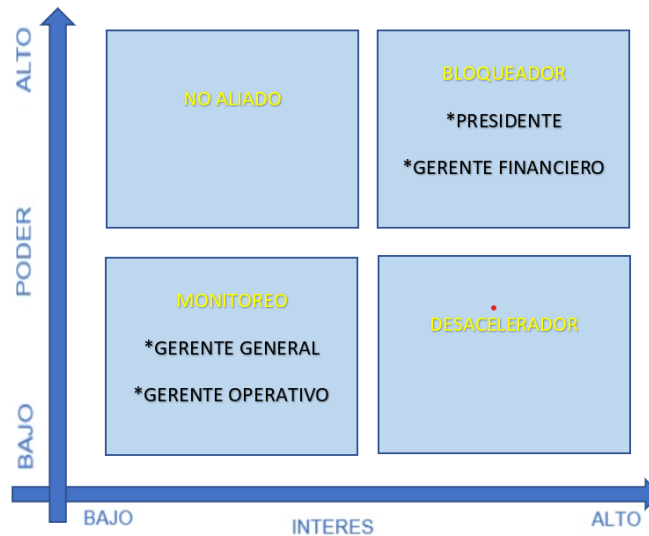 ALTO
PODER
BAJO
NO ALIADO
BLOQUEADOR
*PRESIDENTE
*GERENTE FINANCIERO
MONITOREO
*GERENTE GENERAL
*GERENTE OPERATIVO
DESACELERADOR
BAJO
INTERES
ALTO